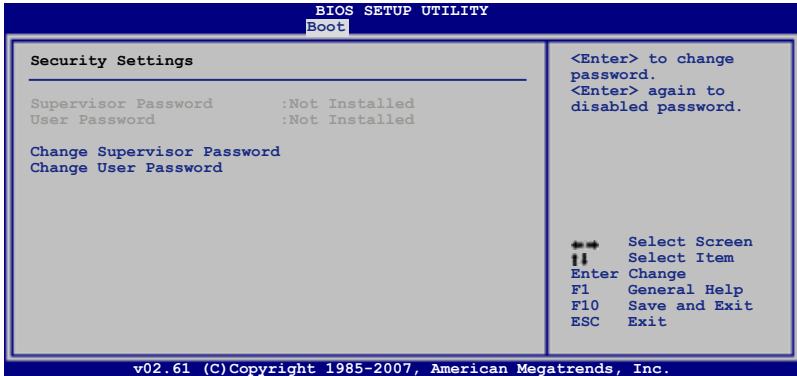 BIOS SETUP UTILITY
Boot
Security Settings
Supervisor Password :Not Installed
User Password :Not Installed
Change Supervisor Password
Change User Password
<Enter> to change
password.
<Enter> again to
disabled password.
←→ Select Screen
↑↓ Select Item
Enter Change
F1 General Help
F10 Save and Exit
ESC Exit
v02.61 (C)Copyright 1985-2007, American Megatrends, Inc.